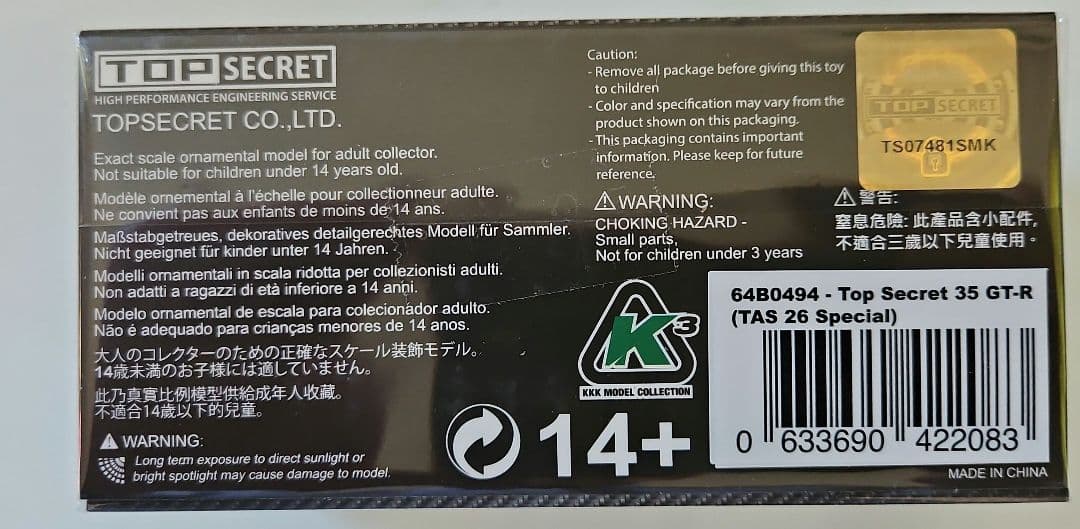 TOP SECRET
HIGH PERFORMANCE ENGINEERING SERVICE
TOPSECRET CO.,LTD.
Exact scale ornamental model for adult collector.
Not suitable for children under 14 years old.
Modèle ornemental à l'échelle pour collectionneur adulte.
Ne convient pas aux enfants de moins de 14 ans.
Maßstabgetreues, dekoratives detailgerechtes Modell für Sammler.
Nicht geeignet für kinder unter 14 Jahren.
Modelli ornamentali in scala ridotta per collezionisti adulti.
Non adatti a ragazzi di età inferiore a 14 anni.
Modelo ornamental de escala para colecionador adulto.
Não é adequado para crianças menores de 14 anos.
大人のコレクターのための正確なスケール装飾モデル。
14歳未満のお子様には適していません。
此乃真實比例模型供給成年人收藏。
不適合14歲以下的兒童。
WARNING:
Long term exposure to direct sunlight or
bright spotlight may cause damage to model.
Caution:
- Remove all package before giving this toy
to children
- Color and specification may vary from the
product shown on this packaging.
- This packaging contains important
information. Please keep for future
reference.
WARNING:
CHOKING HAZARD -
Small parts,
Not for children under 3 years
TOP SECRET
TS07481SMK
警告:
窒息危險: 此產品含小配件,
不適合三歲以下兒童使用。
K3
KKK MODEL COLLECTION
14+
64B0494 - Top Secret 35 GT-R
(TAS 26 Special)
0 633690 422083
MADE IN CHINA